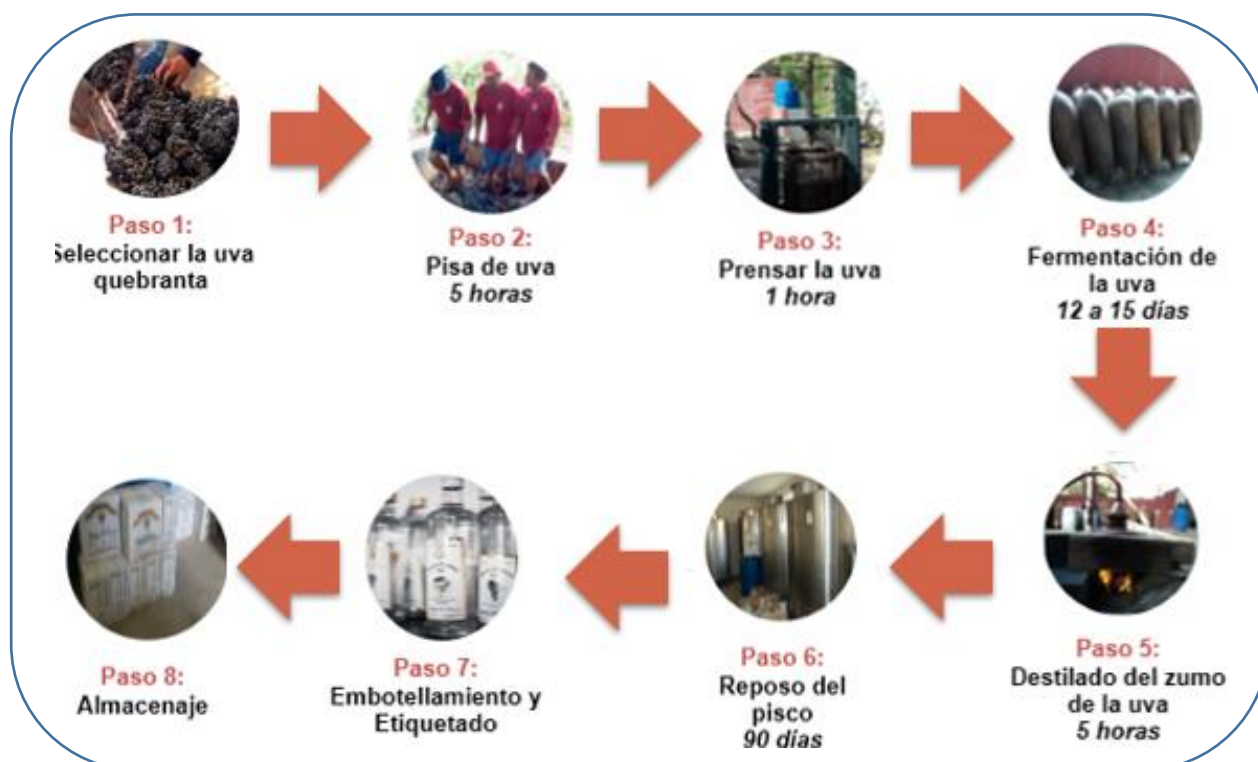 Paso 1:
Seleccionar la uva
quebranta
Paso 2:
Pisa de uva
5 horas
Paso 3:
Prensar la uva
1 hora
Paso 4:
Fermentación de
la uva
12 a 15 días
Paso 5:
Destilado del zumo
de la uva
5 horas
Paso 6:
Reposo del
pisco
90 días
Paso 7:
Embotellamiento y
Etiquetado
Paso 8:
Almacenaje